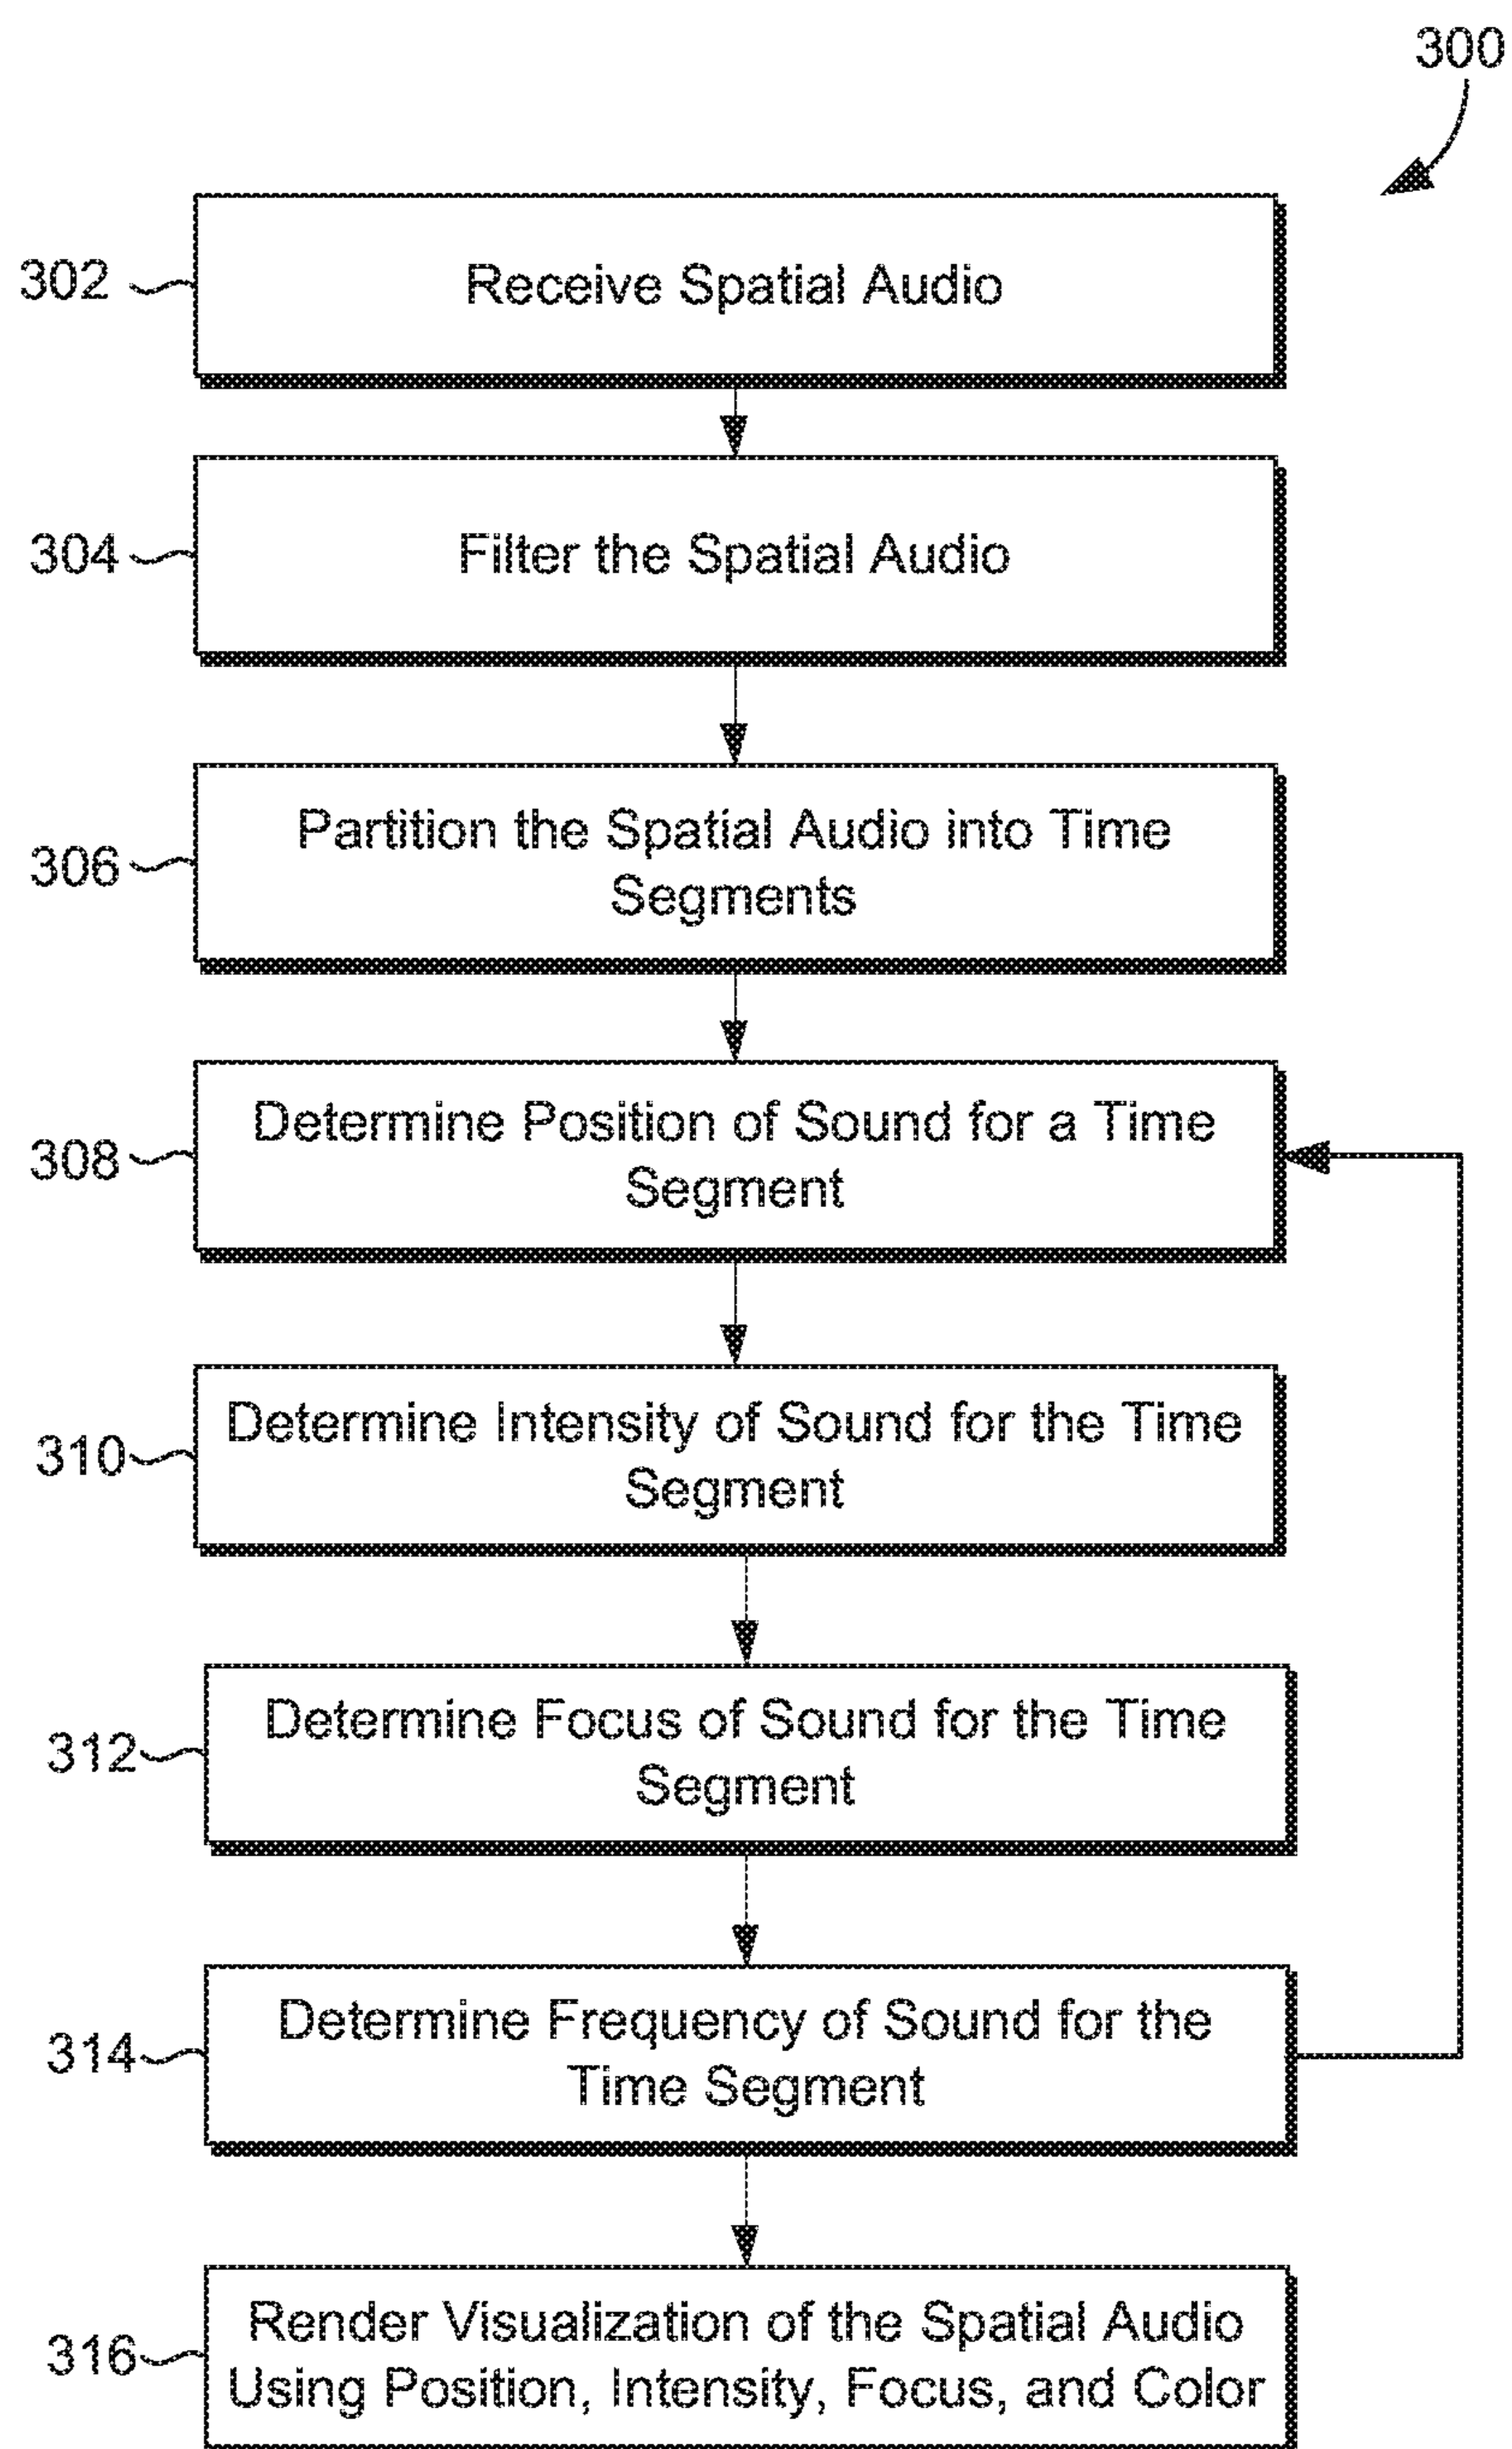 300
302
Receive Spatial Audio
304
Filter the Spatial Audio
306
Partition the Spatial Audio into Time
Segments
308
Determine Position of Sound for a Time
Segment
310
Determine Intensity of Sound for the Time
Segment
312
Determine Focus of Sound for the Time
Segment
314
Determine Frequency of Sound for the
Time Segment
316
Render Visualization of the Spatial Audio
Using Position, Intensity, Focus, and Color